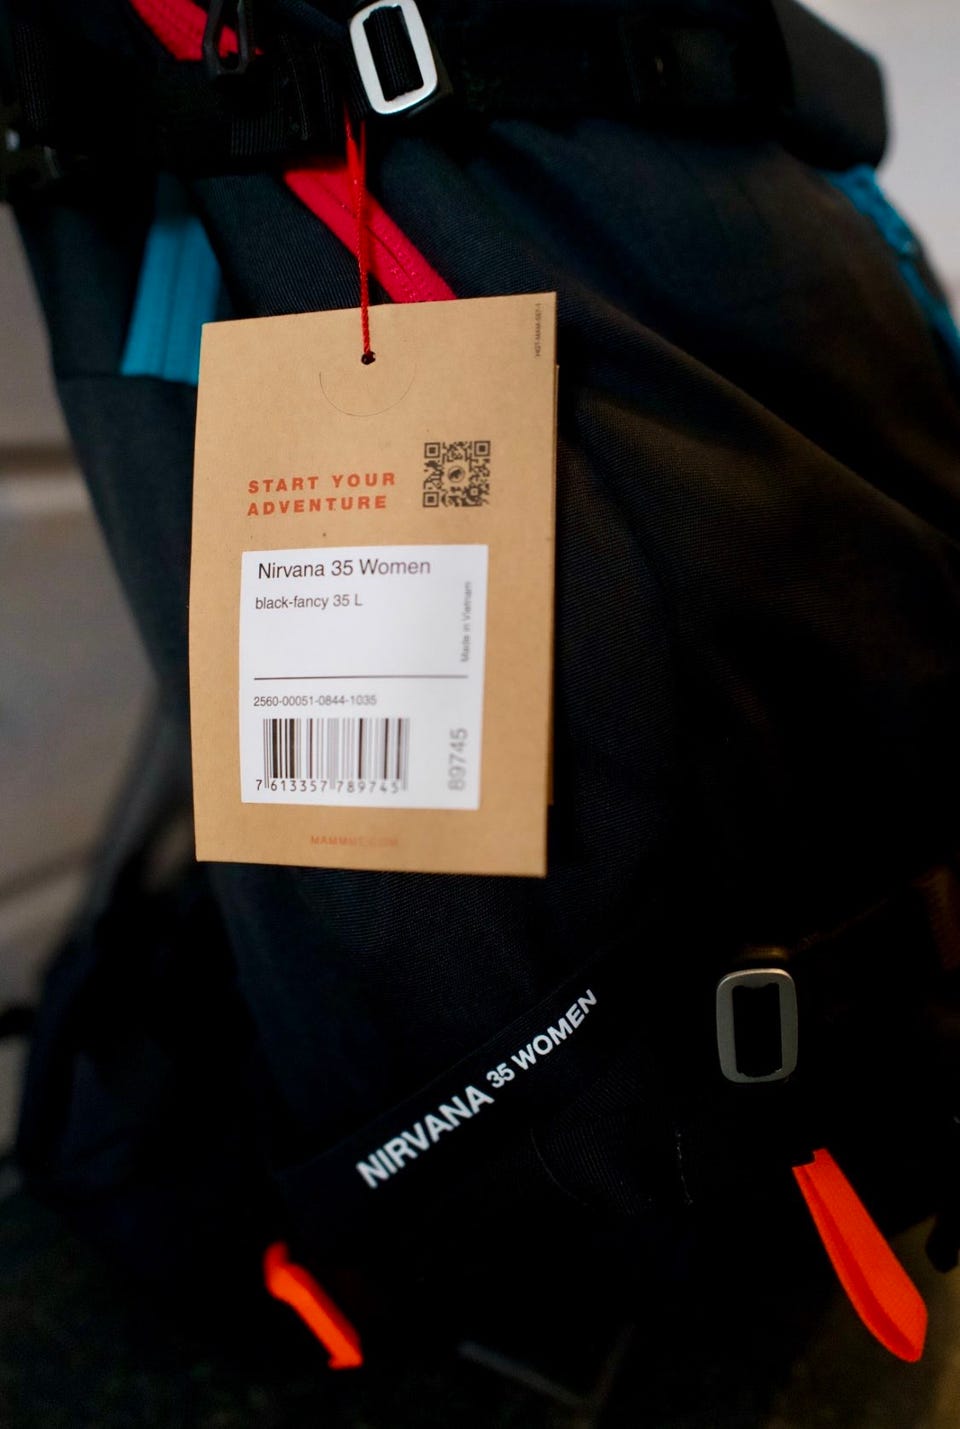 START YOUR
ADVENTURE
Nirvana 35 Women
black-fancy 35 L
Made in Vietnam
2560-00051-0844-1035
7 613357 789745
89745
NIRVANA 35 WOMEN